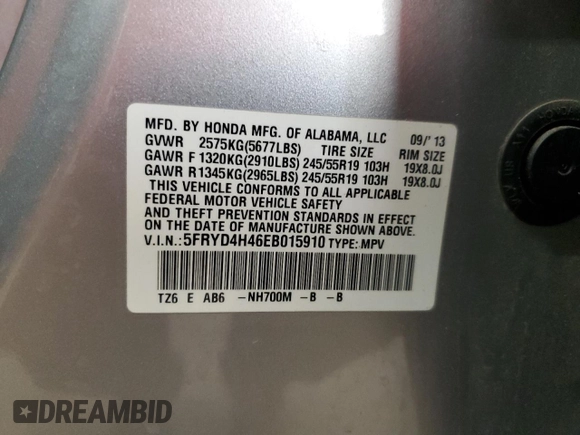 MFD. BY HONDA MFG. OF ALABAMA, LLC 09/'13
GVWR 2575KG(5677LBS) TIRE SIZE RIM SIZE
GAWR F 1320KG(2910LBS) 245/55R19 103H 19X8.0J
GAWR R 1345KG(2965LBS) 245/55R19 103H 19X8.0J
THIS VEHICLE CONFORMS TO ALL APPLICABLE
FEDERAL MOTOR VEHICLE SAFETY
AND THEFT PREVENTION STANDARDS IN EFFECT
ON THE DATE OF MANUFACTURE SHOWN ABOVE.
V.I.N.: 5FRYD4H46EB015910 TYPE: MPV
TZ6 E AB6 -NH700M -B -B
DREAMBID